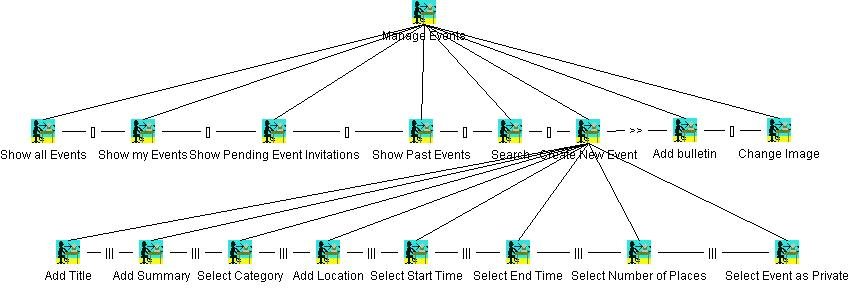 Manage Events
[] [] [] [] [] >> []
Show all Events Show my Events Show Pending Event Invitations Show Past Events Search Create New Event Add bulletin Change Image
||| ||| ||| ||| ||| ||| |||
Add Title Add Summary Select Category Add Location Select Start Time Select End Time Select Number of Places Select Event as Private